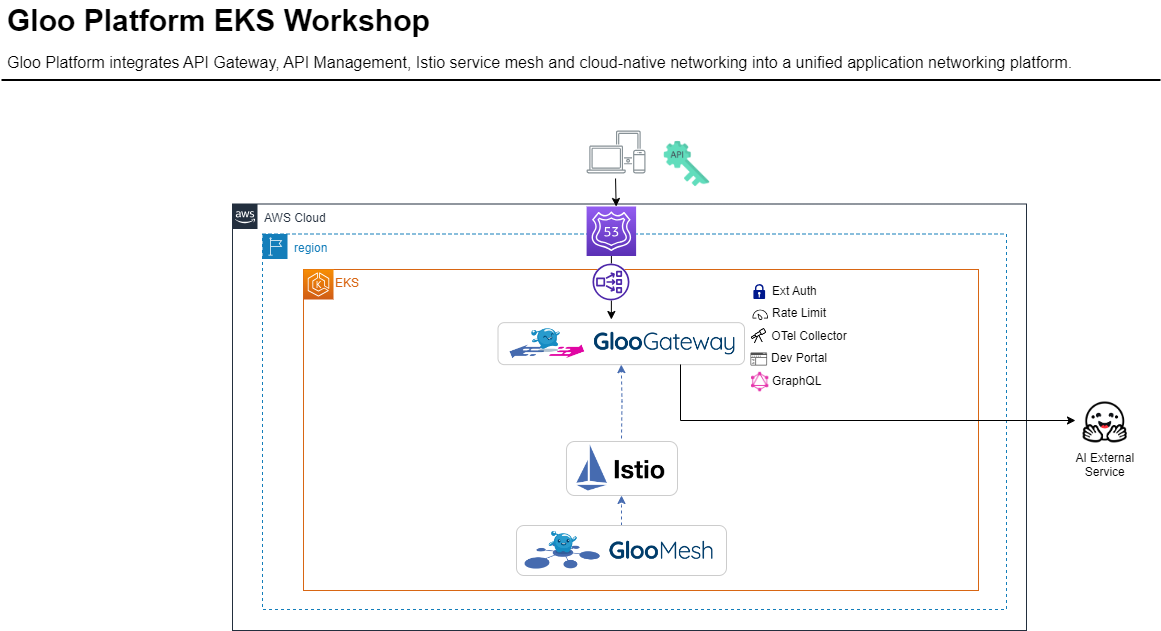 Gloo Platform EKS Workshop
Gloo Platform integrates API Gateway, API Management, Istio service mesh and cloud-native networking into a unified application networking platform.
API
aws
AWS Cloud
53
region
K
EKS
Ext Auth
Rate Limit
GlooGateway
OTel Collector
Dev Portal
GraphQL
AI External
Service
Istio
GlooMesh